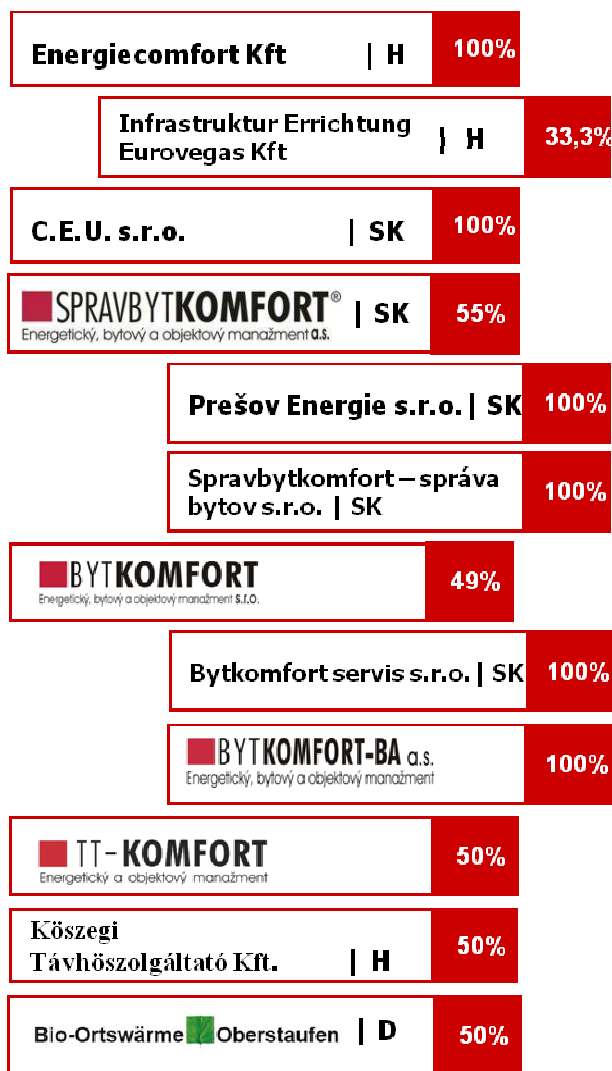 Energiecomfort Kft | H 100%
Infrastruktur Errichtung
Eurovegas Kft | H 33,3%
C.E.U. s.r.o. | SK 100%
SPRAVBYTKOMFORT® | SK 55%
Energetický, bytový a objektový manažment a.s.
Prešov Energie s.r.o. | SK 100%
Spravbytkomfort – správa
bytov s.r.o. | SK 100%
BYTKOMFORT 49%
Energetický, bytový a objektový manažment s.r.o.
Bytkomfort servis s.r.o. | SK 100%
BYTKOMFORT-BA a.s. 100%
Energetický, bytový a objektový manažment
TT-KOMFORT 50%
Energetický a objektový manažment
Köszegi
Távhöszolgáltató Kft. | H 50%
Bio-Ortswärme Oberstaufen | D 50%